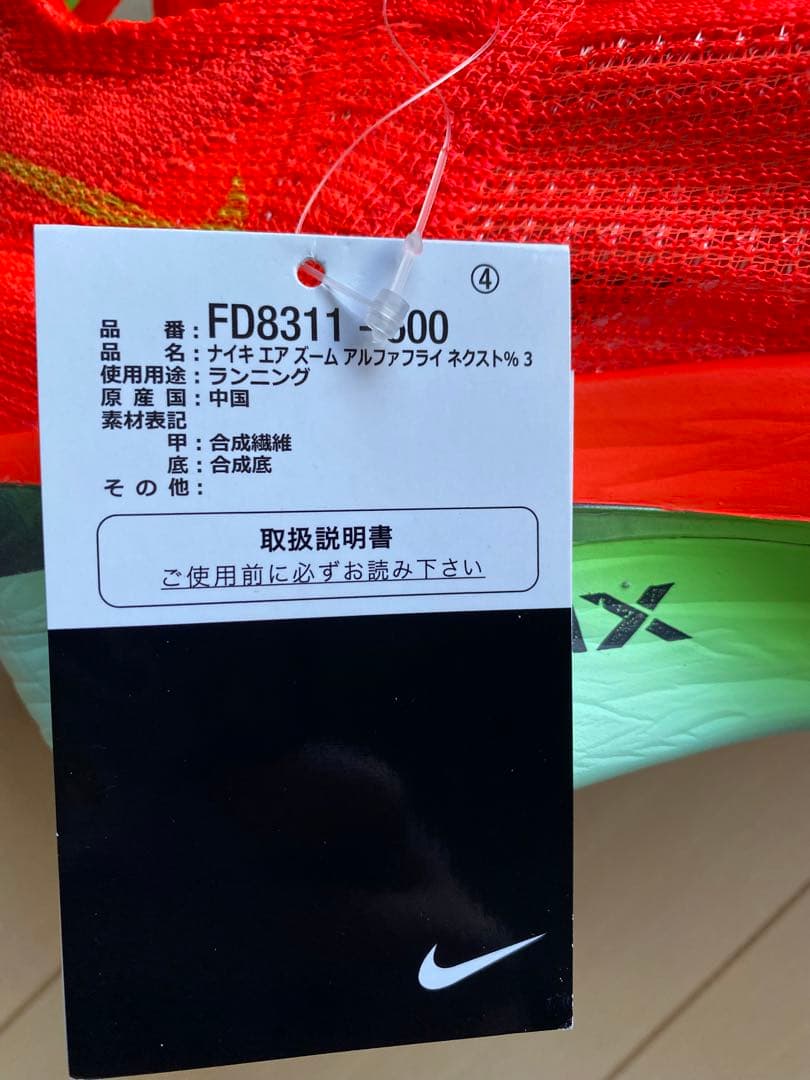 ④
品 番：FD8311 -
品 名：ナイキ エア ズーム アルファフライ ネクスト% 3
使用用途：ランニング
原 産 国：中国
素材表記
甲：合成繊維
底：合成底
そ の 他：
取扱説明書
ご使用前に必ずお読み下さい